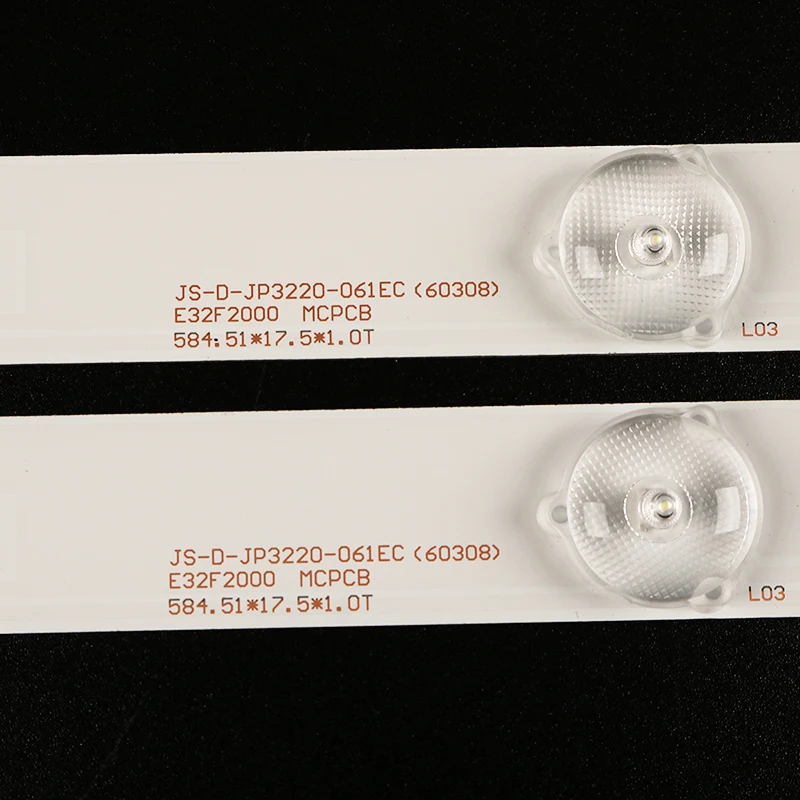 JS-D-JP3220-061EC (60308)
E32F2000 MCPCB
584.51*17.5*1.0T
L03
JS-D-JP3220-061EC (60308)
E32F2000 MCPCB
584.51*17.5*1.0T
L03